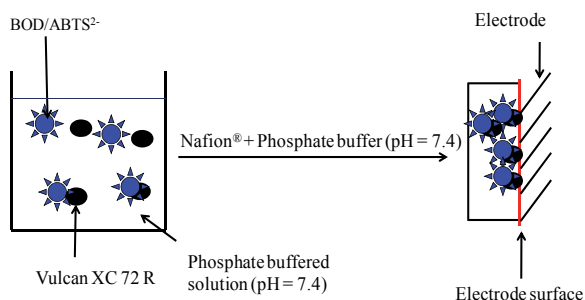 BOD/ABTS²⁻
Electrode
Nafion® + Phosphate buffer (pH = 7.4)
Vulcan XC 72 R
Phosphate buffered
solution (pH = 7.4)
Electrode surface